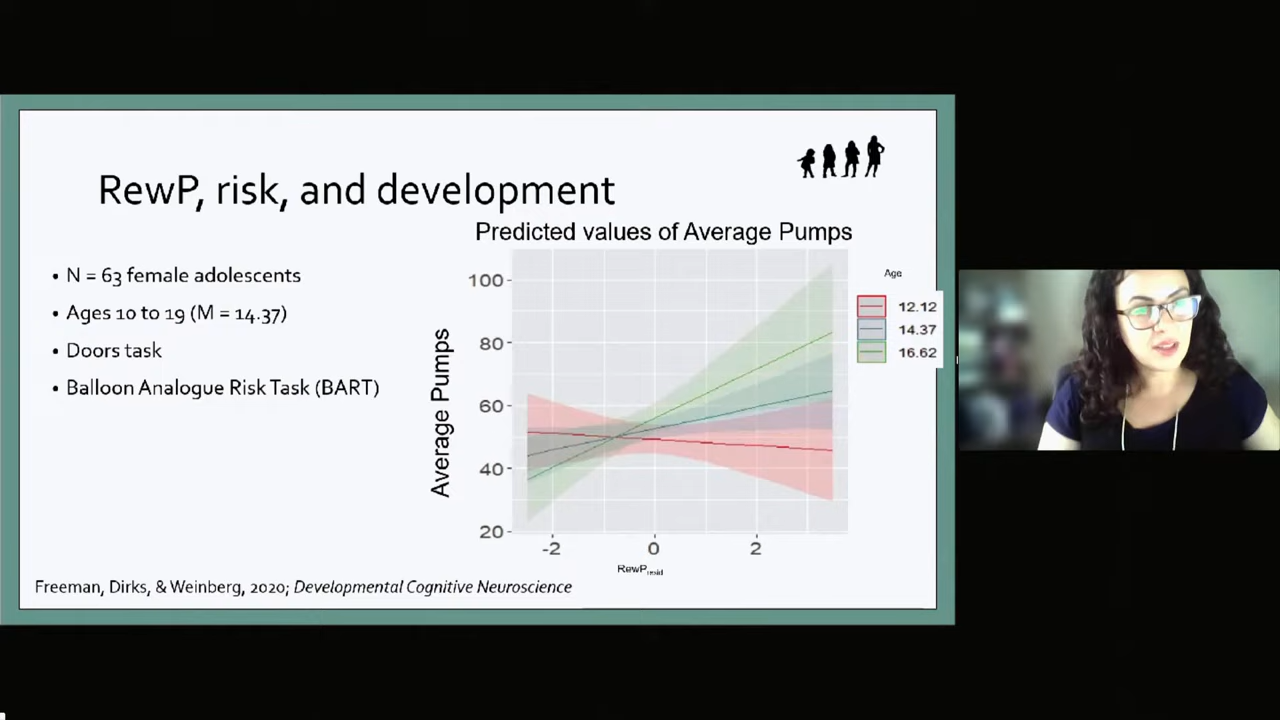 RewP, risk, and development
• N = 63 female adolescents
• Ages 10 to 19 (M = 14.37)
• Doors task
• Balloon Analogue Risk Task (BART)
Predicted values of Average Pumps
Average Pumps
100
80
60
40
20
-2
0
2
RewPresid
Age
12.12
14.37
16.62
Freeman, Dirks, & Weinberg, 2020; Developmental Cognitive Neuroscience